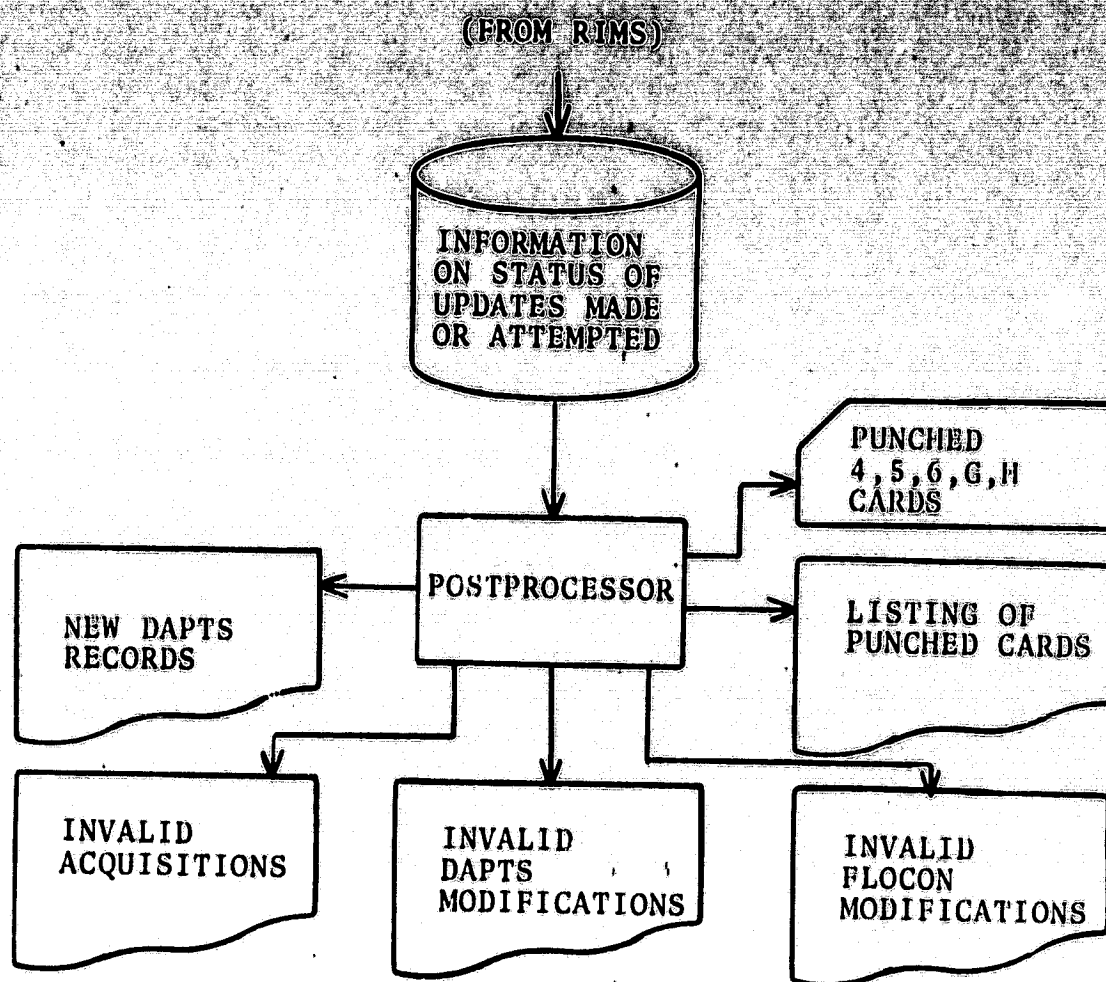 (FROM RIMS)
INFORMATION
ON STATUS OF
UPDATES MADE
OR ATTEMPTED
PUNCHED
4,5,6,G,H
CARDS
POSTPROCESSOR
NEW DAPTS
RECORDS
LISTING OF
PUNCHED CARDS
INVALID
ACQUISITIONS
INVALID
DAPTS
MODIFICATIONS
INVALID
FLOCON
MODIFICATIONS